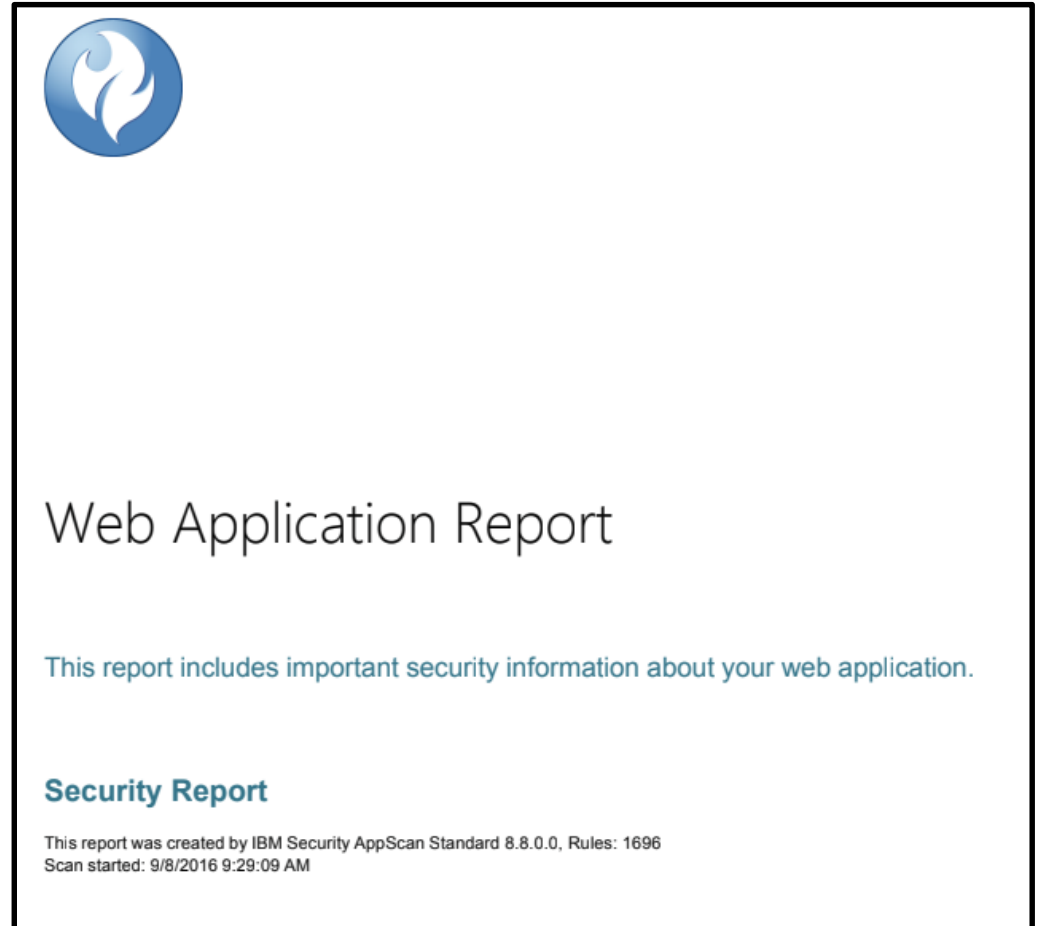 Web Application Report
This report includes important security information about your web application.
Security Report
This report was created by IBM Security AppScan Standard 8.8.0.0, Rules: 1696
Scan started: 9/8/2016 9:29:09 AM